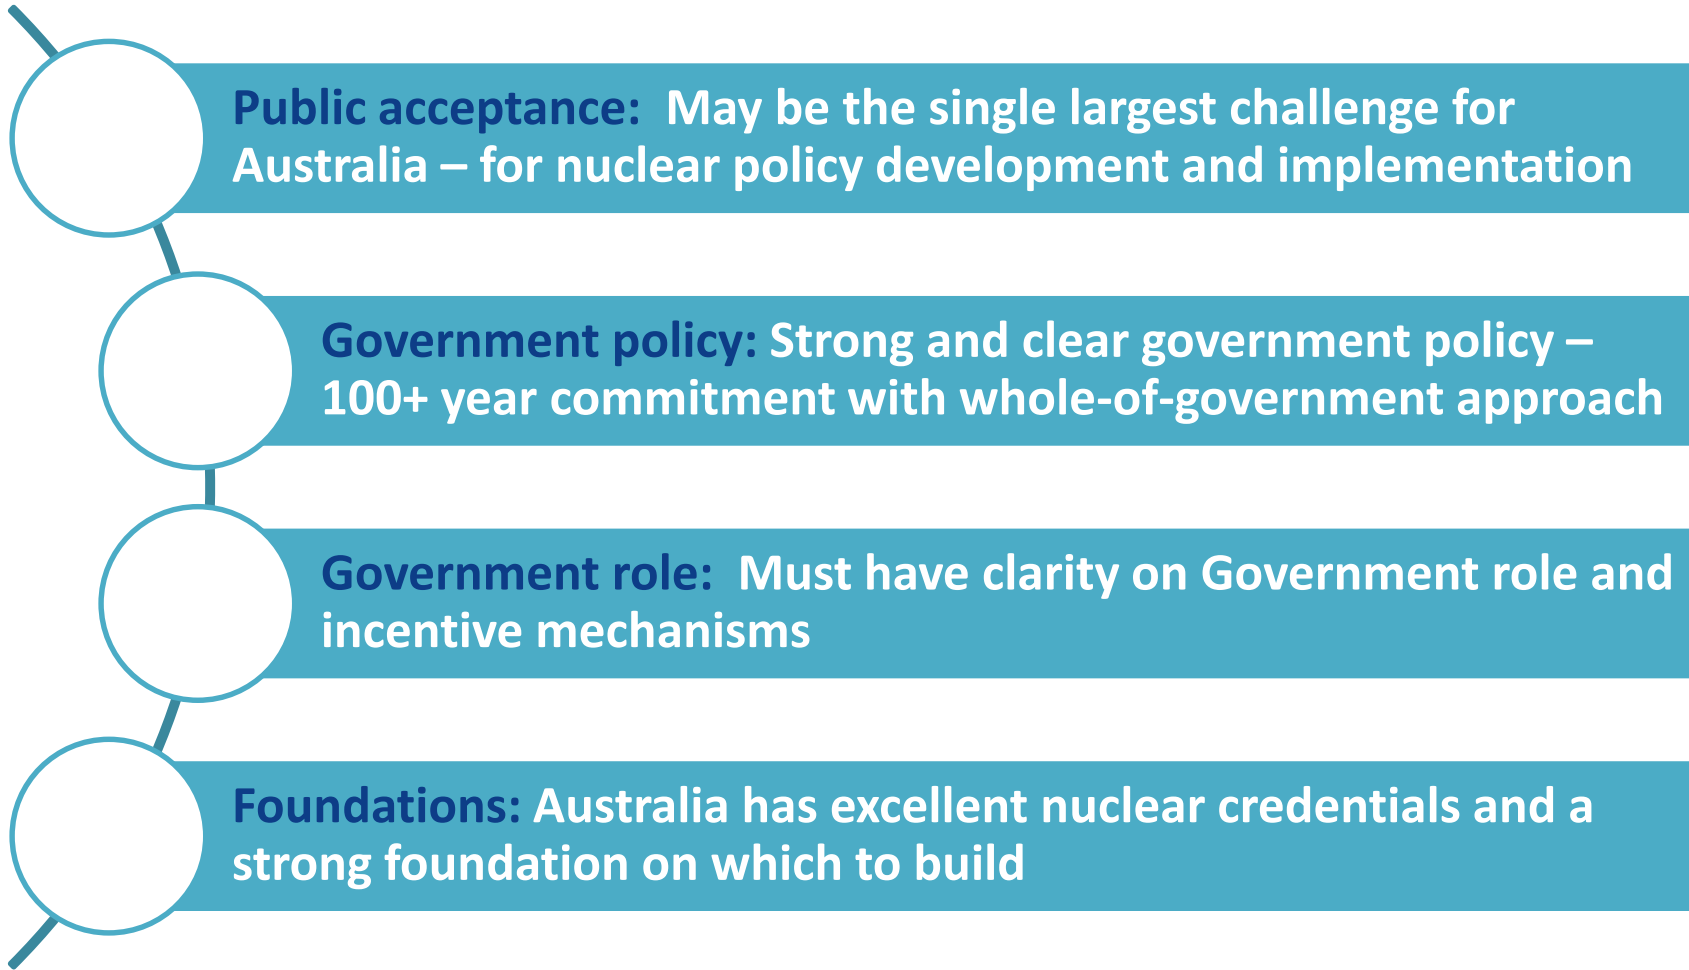 Public acceptance:  May be the single largest challenge for
Australia – for nuclear policy development and implementation
Government policy: Strong and clear government policy –
100+ year commitment with whole-of-government approach
Government role:  Must have clarity on Government role and
incentive mechanisms
Foundations: Australia has excellent nuclear credentials and a
strong foundation on which to build